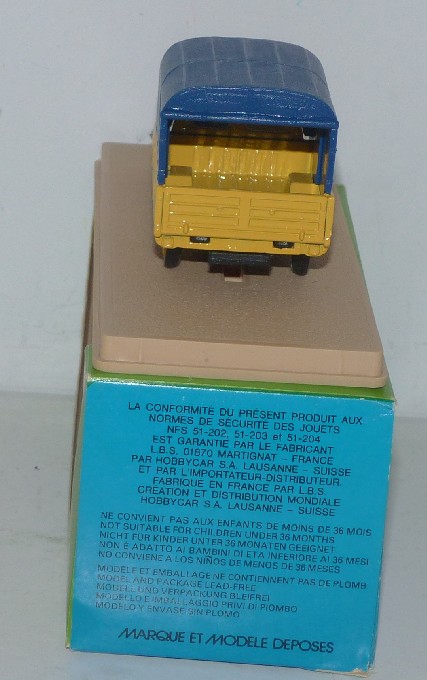 LA CONFORMITÉ DU PRÉSENT PRODUIT AUX
NORMES DE SÉCURITÉ DES JOUETS
NFS 51-202, 51-203 et 51-204
EST GARANTIE PAR LE FABRICANT
L.B.S. 01670 MARTIGNAT - FRANCE
PAR HOBBYCAR S.A. LAUSANNE - SUISSE
ET PAR L'IMPORTATEUR-DISTRIBUTEUR.
FABRIQUE EN FRANCE PAR L.B.S.
CREATION ET DISTRIBUTION MONDIALE
HOBBYCAR S.A. LAUSANNE - SUISSE
NE CONVIENT PAS AUX ENFANTS DE MOINS DE 36 MOIS
NOT SUITABLE FOR CHILDREN UNDER 36 MONTHS
NICHT FÜR KINDER UNTER 36 MONATEN GEEIGNET
NON É ADATTO AI BAMBINI DI ETA INFERIORE AI 36 MESI
NO CONVIENE A LOS NIÑOS DE MENOS DE 36 MESES
MODELE ET EMBALLAGE NE CONTIENNENT PAS DE PLOMB
MODEL AND PACKAGE LEAD-FREE
MODELL UND VERPACKUNG BLEIFREI
MODELLO E IMBALLAGGIO PRIVI DI PIOMBO
MODELO Y ENVASE SIN PLOMO
MARQUE ET MODELE DEPOSES